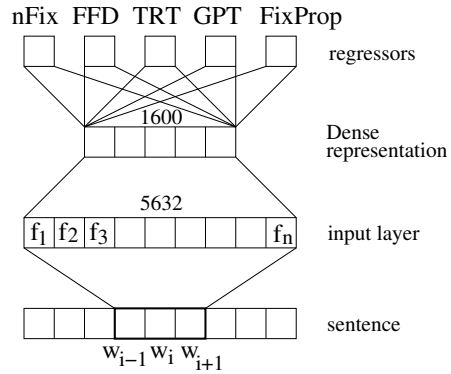 nFix FFD TRT GPT FixProp
regressors
1600
Dense
representation
5632
f1 f2 f3 fn
input layer
sentence
wi−1 wi wi+1